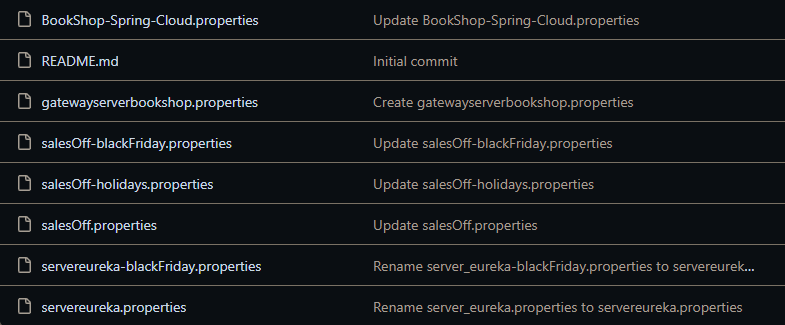 BookShop-Spring-Cloud.properties Update BookShop-Spring-Cloud.properties
README.md Initial commit
gatewayserverbookshop.properties Create gatewayserverbookshop.properties
salesOff-blackFriday.properties Update salesOff-blackFriday.properties
salesOff-holidays.properties Update salesOff-holidays.properties
salesOff.properties Update salesOff.properties
servereureka-blackFriday.properties Rename server_eureka-blackFriday.properties to servereurek...
servereureka.properties Rename server_eureka.properties to servereureka.properties